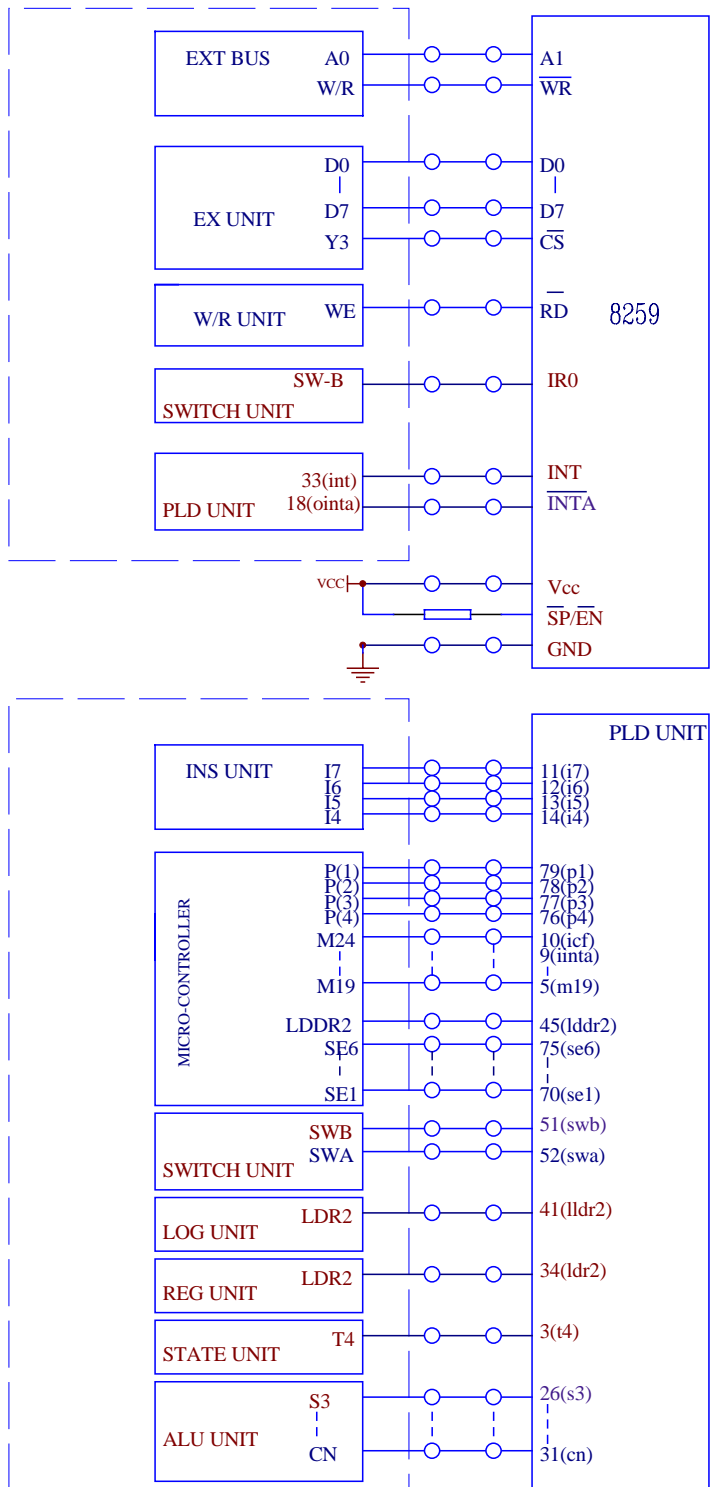 EXT BUS A0 A1
W/R WR
D0 D0
EX UNIT D7 D7
Y3 CS
W/R UNIT WE RD 8259
SW-B IR0
SWITCH UNIT
33(int) INT
PLD UNIT 18(ointa) INTA
VCC Vcc
SP/EN
GND
PLD UNIT
INS UNIT I7 11(i7)
I6 12(i6)
I5 13(i5)
I4 14(i4)
MICRO-CONTROLLER
P(1) 79(p1)
P(2) 78(p2)
P(3) 77(p3)
P(4) 76(p4)
M24 10(icf)
9(iinta)
M19 5(m19)
LDDR2 45(lddr2)
SE6 75(se6)
SE1 70(se1)
SWB 51(swb)
SWITCH UNIT SWA 52(swa)
LDR2 41(lldr2)
LOG UNIT
LDR2 34(ldr2)
REG UNIT
T4 3(t4)
STATE UNIT
S3 26(s3)
ALU UNIT
CN 31(cn)